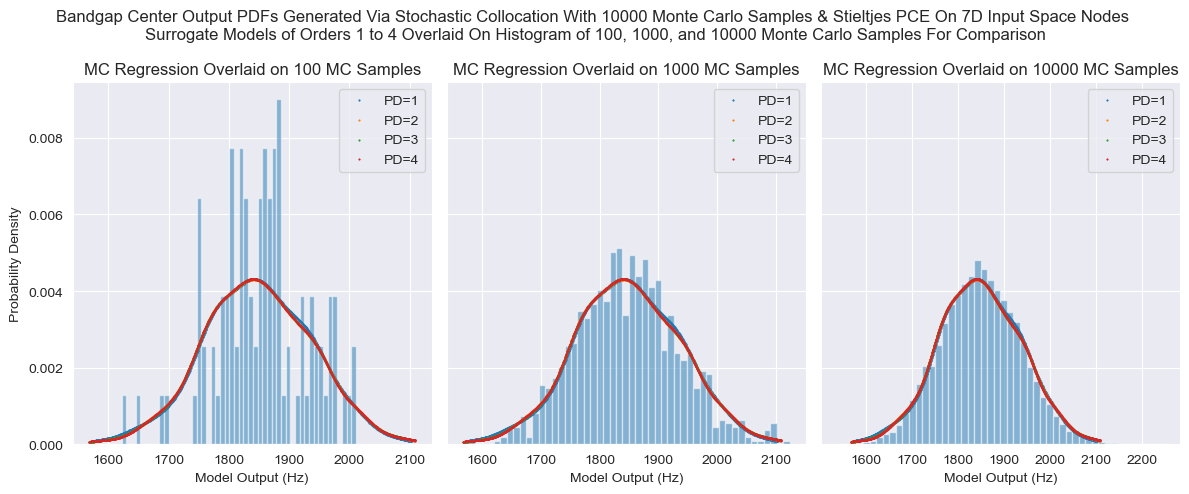 Bandgap Center Output PDFs Generated Via Stochastic Collocation With 10000 Monte Carlo Samples & Stieltjes PCE On 7D Input Space Nodes
Surrogate Models of Orders 1 to 4 Overlaid On Histogram of 100, 1000, and 10000 Monte Carlo Samples For Comparison
MC Regression Overlaid on 100 MC Samples
PD=1
PD=2
PD=3
PD=4
0.008
0.006
0.004
0.002
0.000
Probability Density
1600 1700 1800 1900 2000 2100
Model Output (Hz)
MC Regression Overlaid on 1000 MC Samples
PD=1
PD=2
PD=3
PD=4
1600 1700 1800 1900 2000 2100
Model Output (Hz)
MC Regression Overlaid on 10000 MC Samples
PD=1
PD=2
PD=3
PD=4
1600 1700 1800 1900 2000 2100 2200
Model Output (Hz)